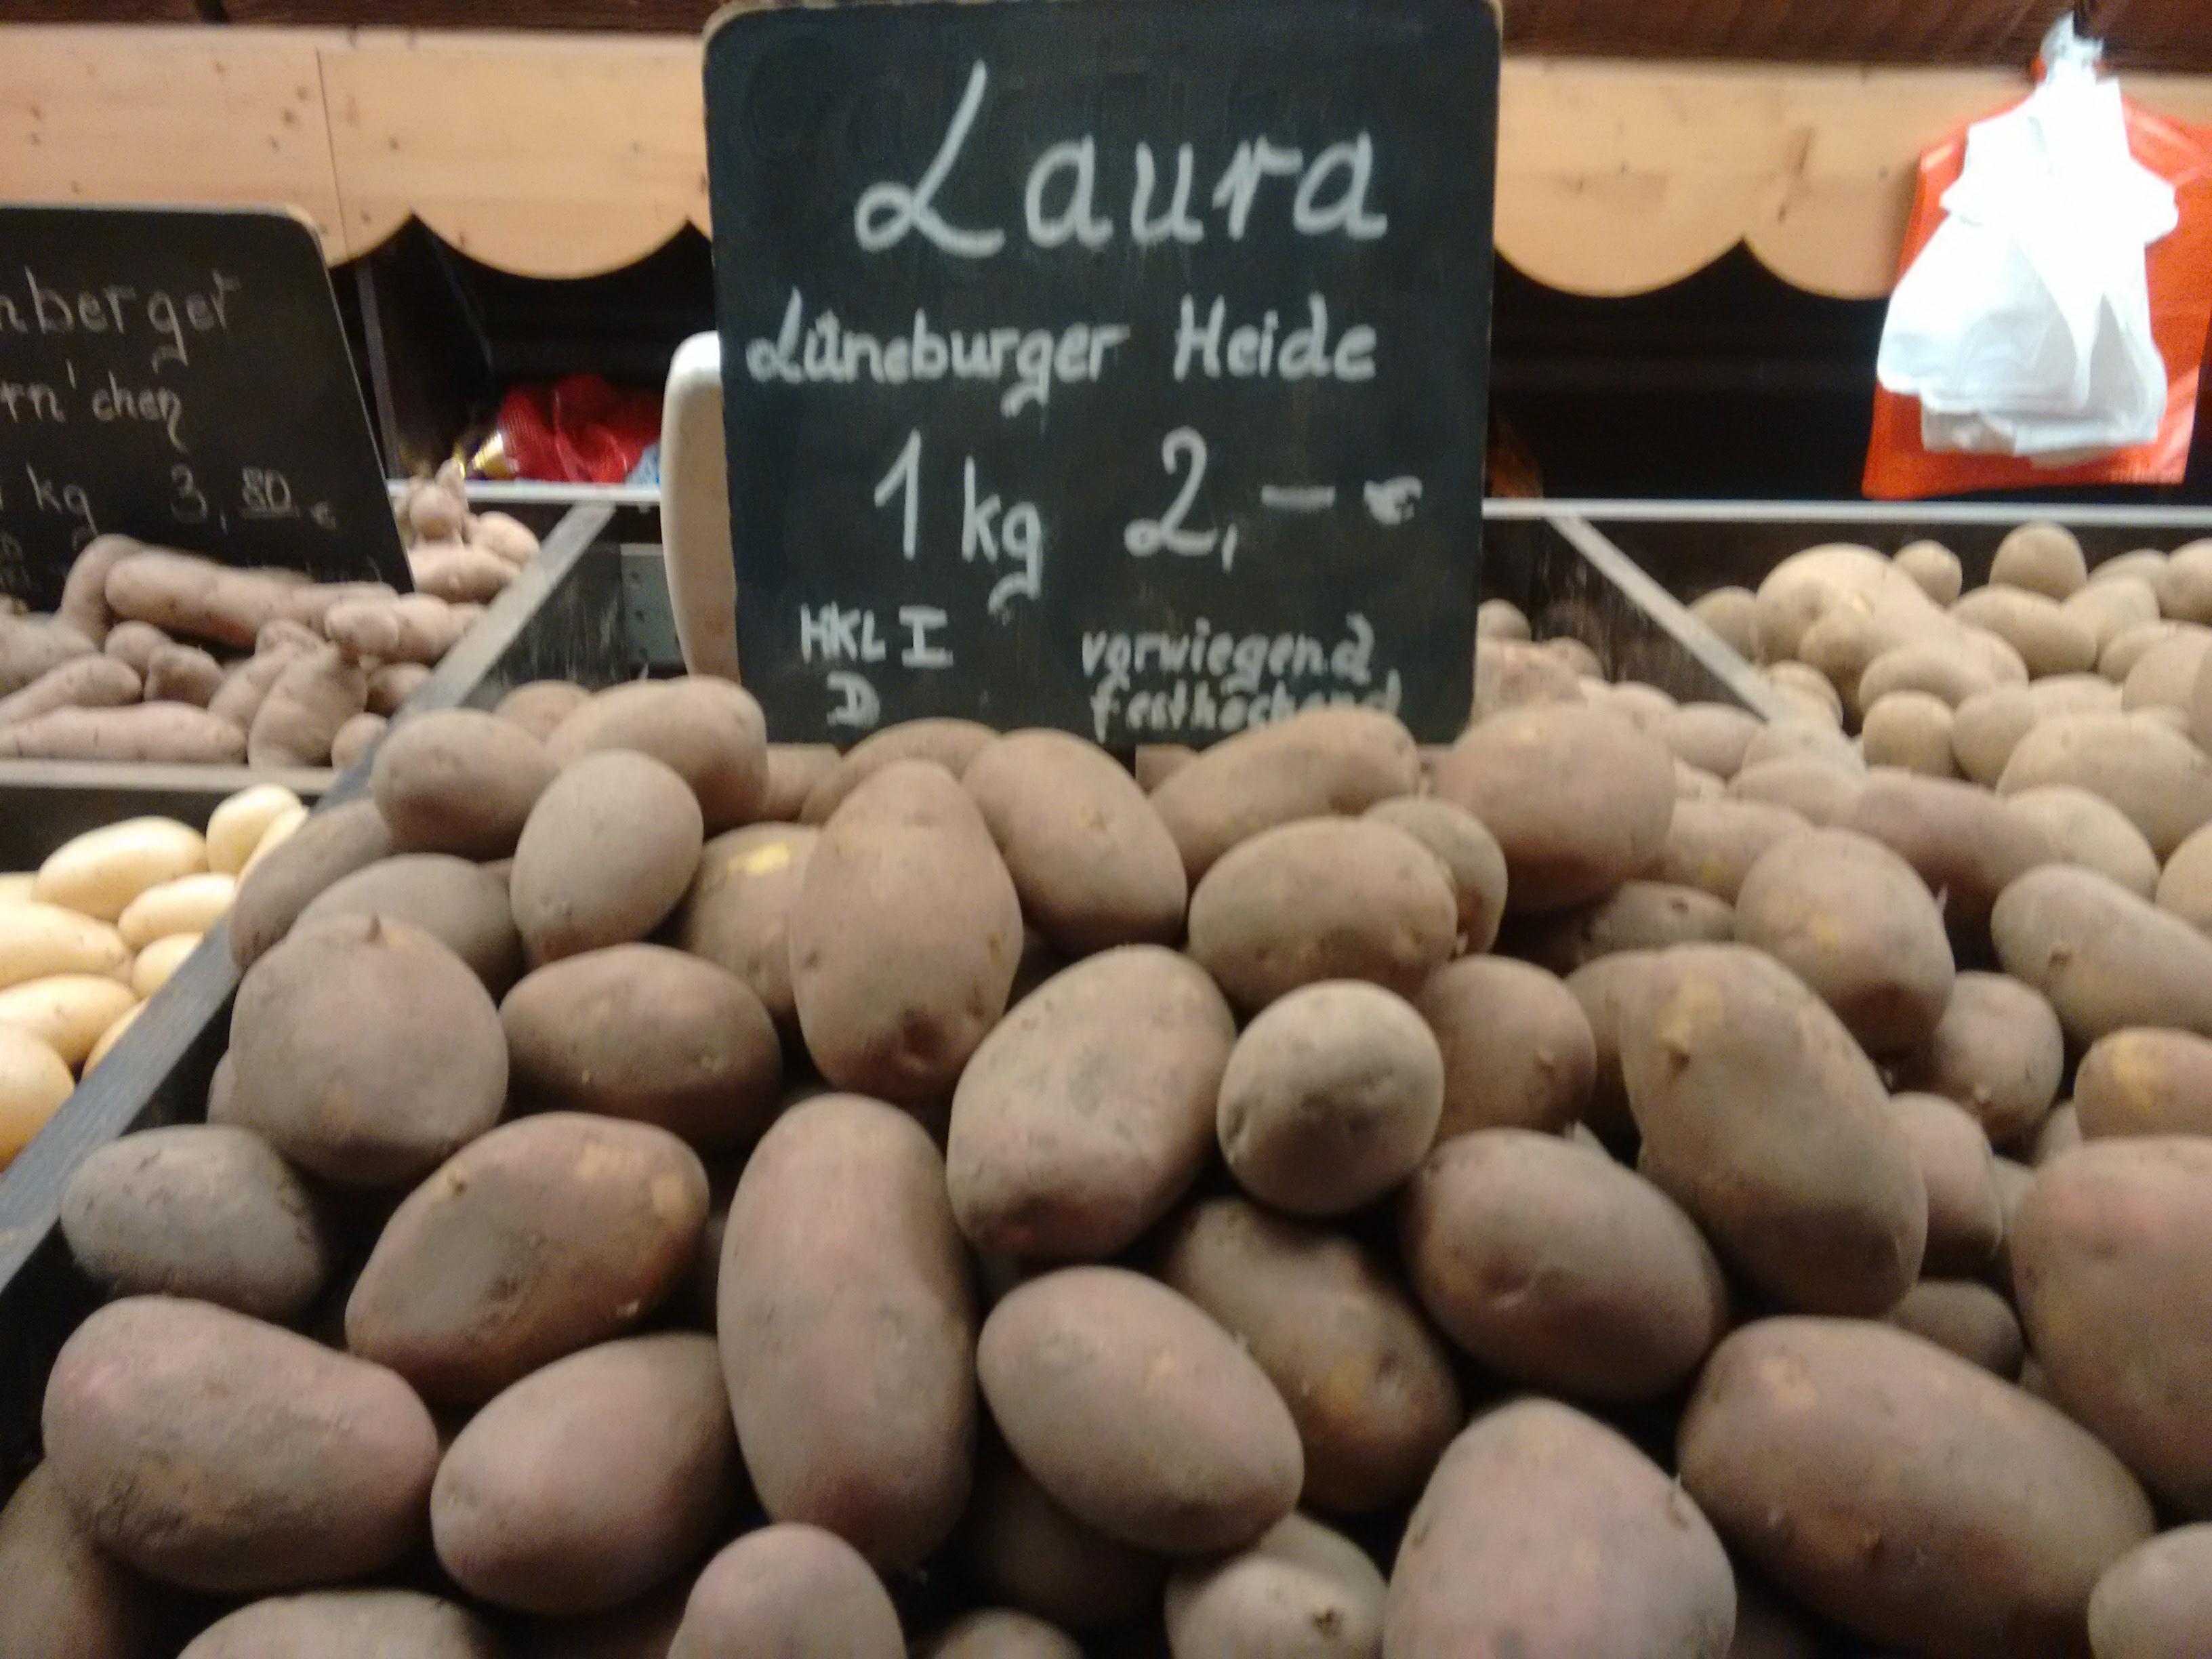 Laura
Lüneburger Heide
1 kg 2,— €
HKL I vorwiegend
D festkochend
nberger
rn'chen
kg 3,80 €